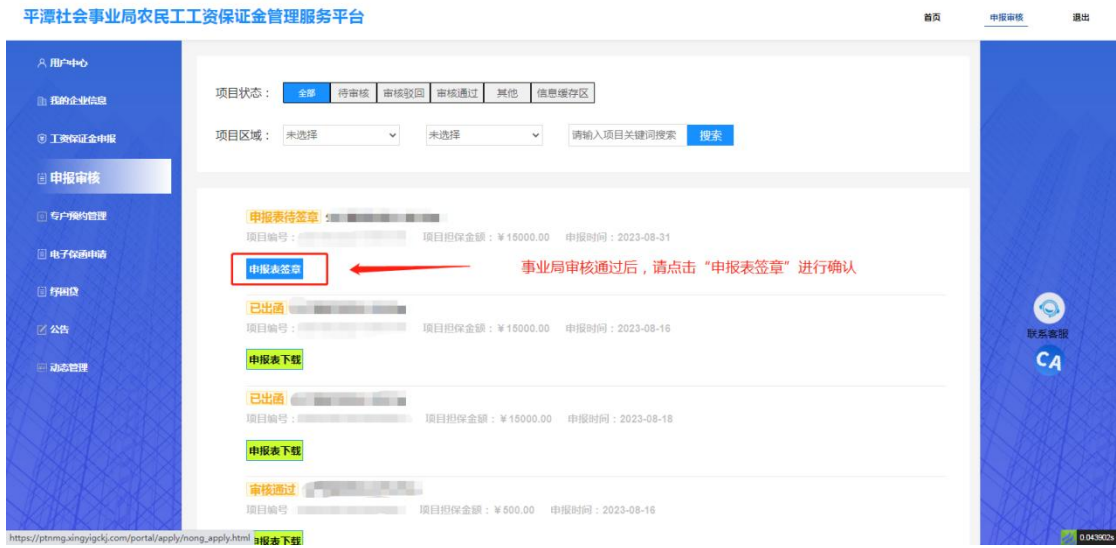 平潭社会事业局农民工工资保证金管理服务平台
首页 申报审核 退出
用户中心
我的企业信息
工资保证金申报
申报审核
专户预约管理
电子保函申请
纾困贷
公告
动态管理
项目状态： 全部 待审核 审核驳回 审核通过 其他 信息缓存区
项目区域： 未选择 未选择 请输入项目关键词搜索 搜索
申报表待签章
项目编号： 项目担保金额：￥15000.00 申报时间：2023-08-31
申报表签章
事业局审核通过后，请点击“申报表签章”进行确认
已出函
项目编号： 项目担保金额：￥15000.00 申报时间：2023-08-16
申报表下载
已出函
项目编号： 项目担保金额：￥15000.00 申报时间：2023-08-18
申报表下载
审核通过
项目编号 项目担保金额：￥500.00 申报时间：2023-08-16
申报表下载
联系客服
CA
https://ptnmg.xingyigckj.com/portal/apply/nong_apply.html
0.043902s